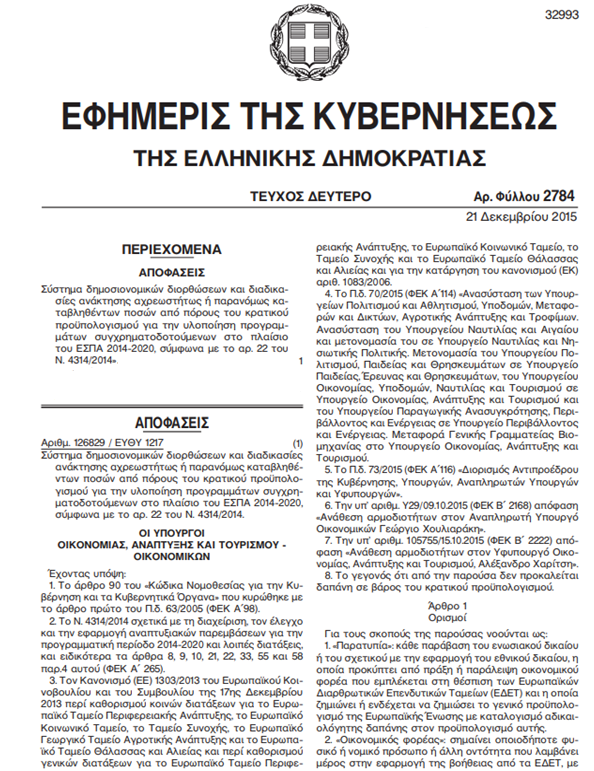 32993
ΕΦΗΜΕΡΙΣ ΤΗΣ ΚΥΒΕΡΝΗΣΕΩΣ
ΤΗΣ ΕΛΛΗΝΙΚΗΣ ΔΗΜΟΚΡΑΤΙΑΣ
ΤΕΥΧΟΣ ΔΕΥΤΕΡΟ
Αρ. Φύλλου 2784
21 Δεκεμβρίου 2015
ΠΕΡΙΕΧΟΜΕΝΑ
ΑΠΟΦΑΣΕΙΣ
Σύστημα δημοσιονομικών διορθώσεων και διαδικα-
σίες ανάκτησης αχρεωστήτως ή παρανόμως κα-
ταβληθέντων ποσών από πόρους του κρατικού
προϋπολογισμού για την υλοποίηση προγραμ-
μάτων συγχρηματοδοτούμενων στο πλαίσιο
του ΕΣΠΑ 2014-2020, σύμφωνα με το αρ. 22 του
Ν. 4314/2014». 1
ΑΠΟΦΑΣΕΙΣ
Αριθμ. 126829 / ΕΥΘΥ 1217 (1)
Σύστημα δημοσιονομικών διορθώσεων και διαδικασίες
ανάκτησης αχρεωστήτως ή παρανόμως καταβληθέ-
ντων ποσών από πόρους του κρατικού προϋπολο-
γισμού για την υλοποίηση προγραμμάτων συγχρη-
ματοδοτούμενων στο πλαίσιο του ΕΣΠΑ 2014-2020,
σύμφωνα με το αρ. 22 του Ν. 4314/2014.
ΟΙ ΥΠΟΥΡΓΟΙ
ΟΙΚΟΝΟΜΙΑΣ, ΑΝΑΠΤΥΞΗΣ ΚΑΙ ΤΟΥΡΙΣΜΟΥ -
ΟΙΚΟΝΟΜΙΚΩΝ
Έχοντας υπόψη:
1. Το άρθρο 90 του «Κώδικα Νομοθεσίας για την Κυ-
βέρνηση και τα Κυβερνητικά Όργανα» που κυρώθηκε με
το άρθρο πρώτο του Π.δ. 63/2005 (ΦΕΚ Α΄98).
2. Το Ν. 4314/2014 σχετικά με τη διαχείριση, τον έλεγχο
και την εφαρμογή αναπτυξιακών παρεμβάσεων για την
προγραμματική περίοδο 2014-2020 και λοιπές διατάξεις,
και ειδικότερα τα άρθρα 8, 9, 10, 21, 22, 33, 55 και 58
παρ.4 αυτού (ΦΕΚ Α΄ 265).
3. Τον Κανονισμό (ΕΕ) 1303/2013 του Ευρωπαϊκού Κοι-
νοβουλίου και του Συμβουλίου της 17ης Δεκεμβρίου
2013 περί καθορισμού κοινών διατάξεων για το Ευρω-
παϊκό Ταμείο Περιφερειακής Ανάπτυξης, το Ευρωπαϊκό
Κοινωνικό Ταμείο, το Ταμείο Συνοχής, το Ευρωπαϊκό
Γεωργικό Ταμείο Αγροτικής Ανάπτυξης και το Ευρωπα-
ϊκό Ταμείο Θάλασσας και Αλιείας και περί καθορισμού
γενικών διατάξεων για το Ευρωπαϊκό Ταμείο Περιφε-
ρειακής Ανάπτυξης, το Ευρωπαϊκό Κοινωνικό Ταμείο, το
Ταμείο Συνοχής και το Ευρωπαϊκό Ταμείο Θάλασσας
και Αλιείας και για την κατάργηση του κανονισμού (ΕΚ)
αριθ. 1083/2006.
4. Το Π.δ. 70/2015 (ΦΕΚ Α΄114) «Ανασύσταση των Υπουρ-
γείων Πολιτισμού και Αθλητισμού, Υποδομών, Μεταφο-
ρών και Δικτύων, Αγροτικής Ανάπτυξης και Τροφίμων.
Ανασύσταση του Υπουργείου Ναυτιλίας και Αιγαίου
και μετονομασία του σε Υπουργείο Ναυτιλίας και Νη-
σιωτικής Πολιτικής. Μετονομασία του Υπουργείου Πο-
λιτισμού, Παιδείας και Θρησκευμάτων σε Υπουργείο
Παιδείας, Έρευνας και Θρησκευμάτων, του Υπουργείου
Οικονομίας, Υποδομών, Ναυτιλίας και Τουρισμού σε
Υπουργείο Οικονομίας, Ανάπτυξης και Τουρισμού και
του Υπουργείου Παραγωγικής Ανασυγκρότησης, Περι-
βάλλοντος και Ενέργειας σε Υπουργείο Περιβάλλοντος
και Ενέργειας. Μεταφορά Γενικής Γραμματείας Βιο-
μηχανίας στο Υπουργείο Οικονομίας, Ανάπτυξης και
Τουρισμού.
5. Το Π.δ. 73/2015 (ΦΕΚ Α΄116) «Διορισμός Αντιπροέδρου
της Κυβέρνησης, Υπουργών, Αναπληρωτών Υπουργών
και Υφυπουργών».
6. Την υπ' αριθμ. Υ29/09.10.2015 (ΦΕΚ Β΄ 2168) απόφαση
«Ανάθεση αρμοδιοτήτων στον Αναπληρωτή Υπουργό
Οικονομικών Γεώργιο Χουλιαράκη».
7. Την υπ' αριθμ. 105755/15.10.2015 (ΦΕΚ Β΄ 2222) από-
φαση «Ανάθεση αρμοδιοτήτων στον Υφυπουργό Οικο-
νομίας, Ανάπτυξης και Τουρισμού, Αλέξανδρο Χαρίτση».
8. Το γεγονός ότι από την παρούσα δεν προκαλείται
δαπάνη σε βάρος του κρατικού προϋπολογισμού.
Άρθρο 1
Ορισμοί
Για τους σκοπούς της παρούσας νοούνται ως:
1. «Παρατυπία»: κάθε παράβαση του ενωσιακού δικαίου
ή του σχετικού με την εφαρμογή του εθνικού δικαίου, η
οποία προκύπτει από πράξη ή παράλειψη οικονομικού
φορέα που εμπλέκεται στη θέσπιση των Ευρωπαϊκών
Διαρθρωτικών Επενδυτικών Ταμείων (ΕΔΕΤ) και η οποία
ζημιώνει ή ενδέχεται να ζημιώσει το γενικό προϋπολο-
γισμό της Ευρωπαϊκής Ένωσης με καταλογισμό αδικαι-
ολόγητης δαπάνης στον προϋπολογισμό αυτής.
2. «Οικονομικός φορέας»: σημαίνει οποιοδήποτε φυ-
σικό ή νομικό πρόσωπο ή άλλη οντότητα που λαμβάνει
μέρος στην εφαρμογή της βοήθειας από τα ΕΔΕΤ, με